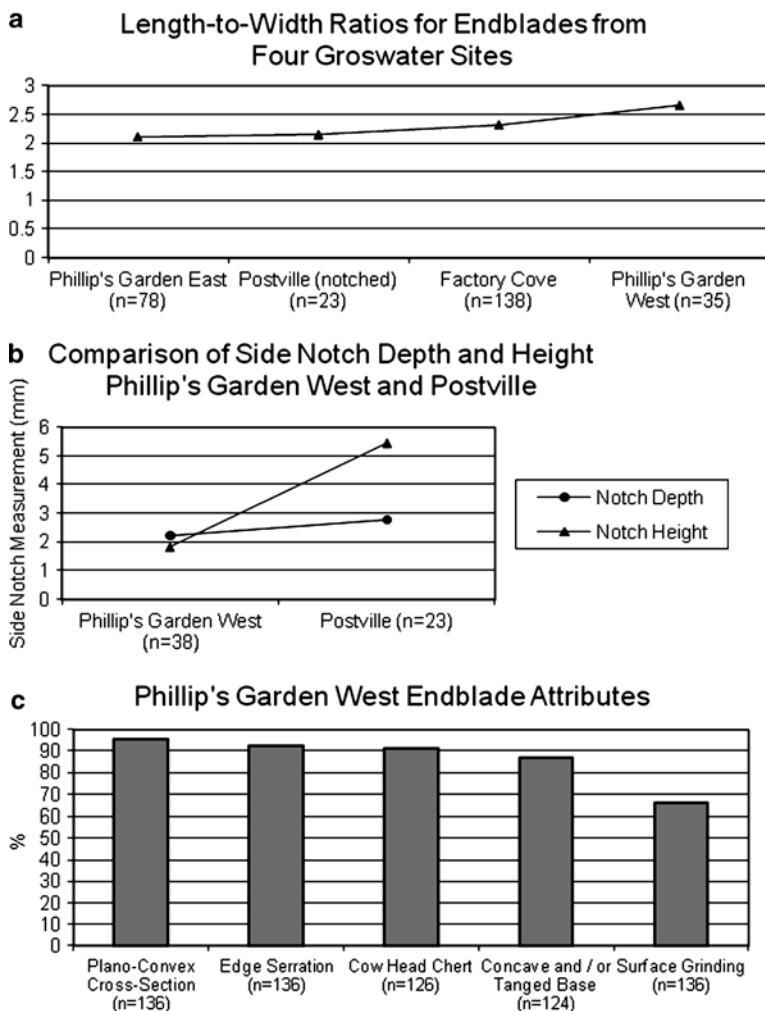 a
Length-to-Width Ratios for Endblades from
Four Groswater Sites
3
2.5
2
1.5
1
0.5
0
Phillip's Garden East
(n=78)
Postville (notched)
(n=23)
Factory Cove
(n=138)
Phillip's Garden
West (n=35)
b
Comparison of Side Notch Depth and Height
Phillip's Garden West and Postville
Side Notch Measurement (mm)
6
5
4
3
2
1
0
Phillip's Garden West
(n=38)
Postville (n=23)
Notch Depth
Notch Height
c
Phillip's Garden West Endblade Attributes
%
100
90
80
70
60
50
40
30
20
10
0
Plano-Convex
Cross-Section
(n=136)
Edge Serration
(n=136)
Cow Head Chert
(n=126)
Concave and / or
Tanged Base
(n=124)
Surface Grinding
(n=136)